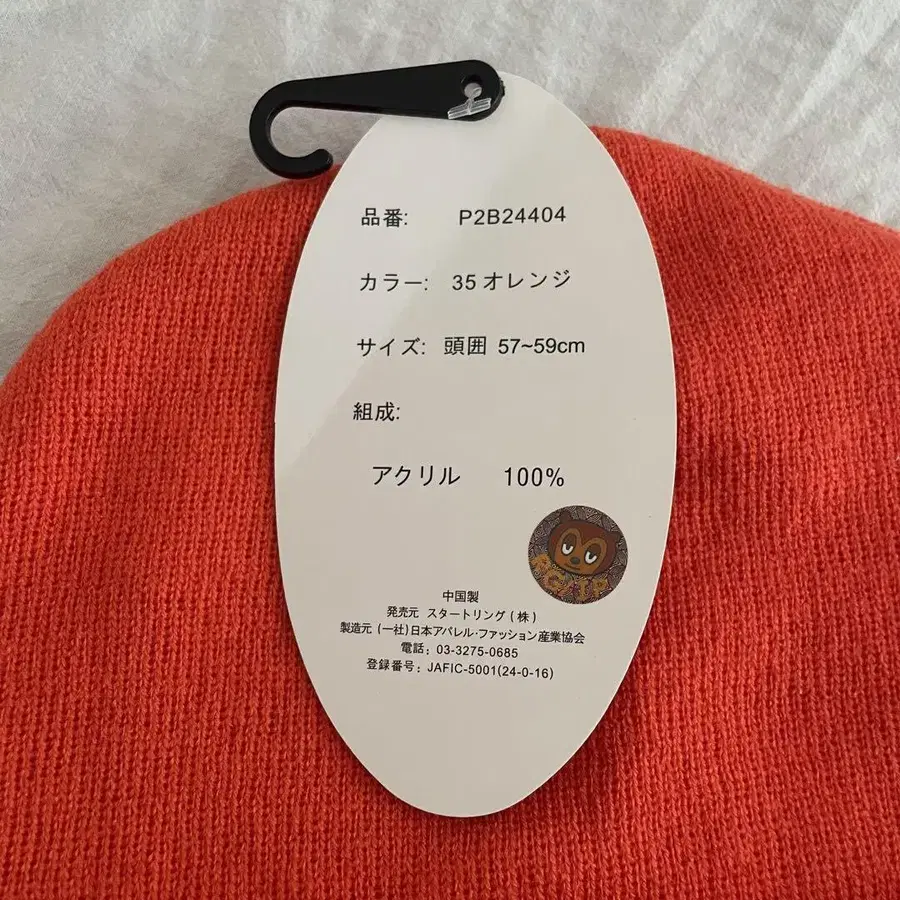 品番: P2B24404
カラー: 35オレンジ
サイズ: 頭囲 57~59cm
組成:
アクリル 100%
中国製
発売元 スタートリング(株)
製造元 (一社)日本アパレル・ファッション産業協会
電話: 03-3275-0685
登録番号: JAFIC-5001(24-0-16)